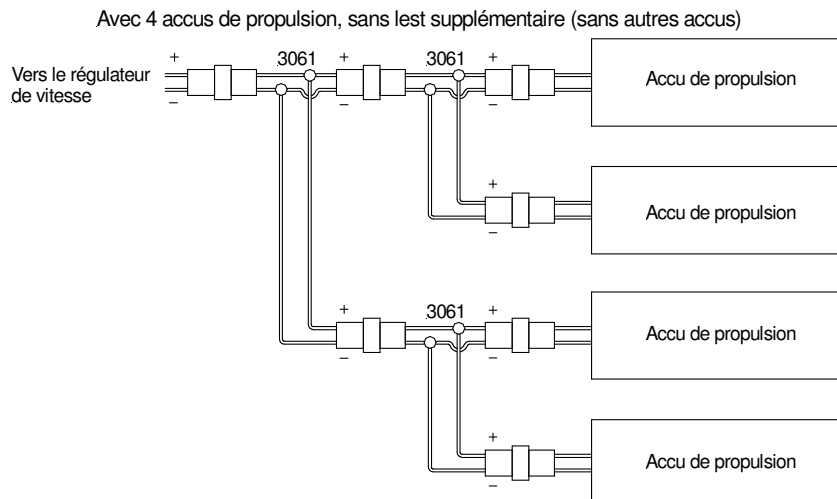 Avec 4 accus de propulsion, sans lest supplémentaire (sans autres accus)
+ 3061 + 3061 +
Vers le régulateur
de vitesse
Accu de propulsion
– – –
+
Accu de propulsion
–
+ 3061 +
Accu de propulsion
– –
+
Accu de propulsion
–